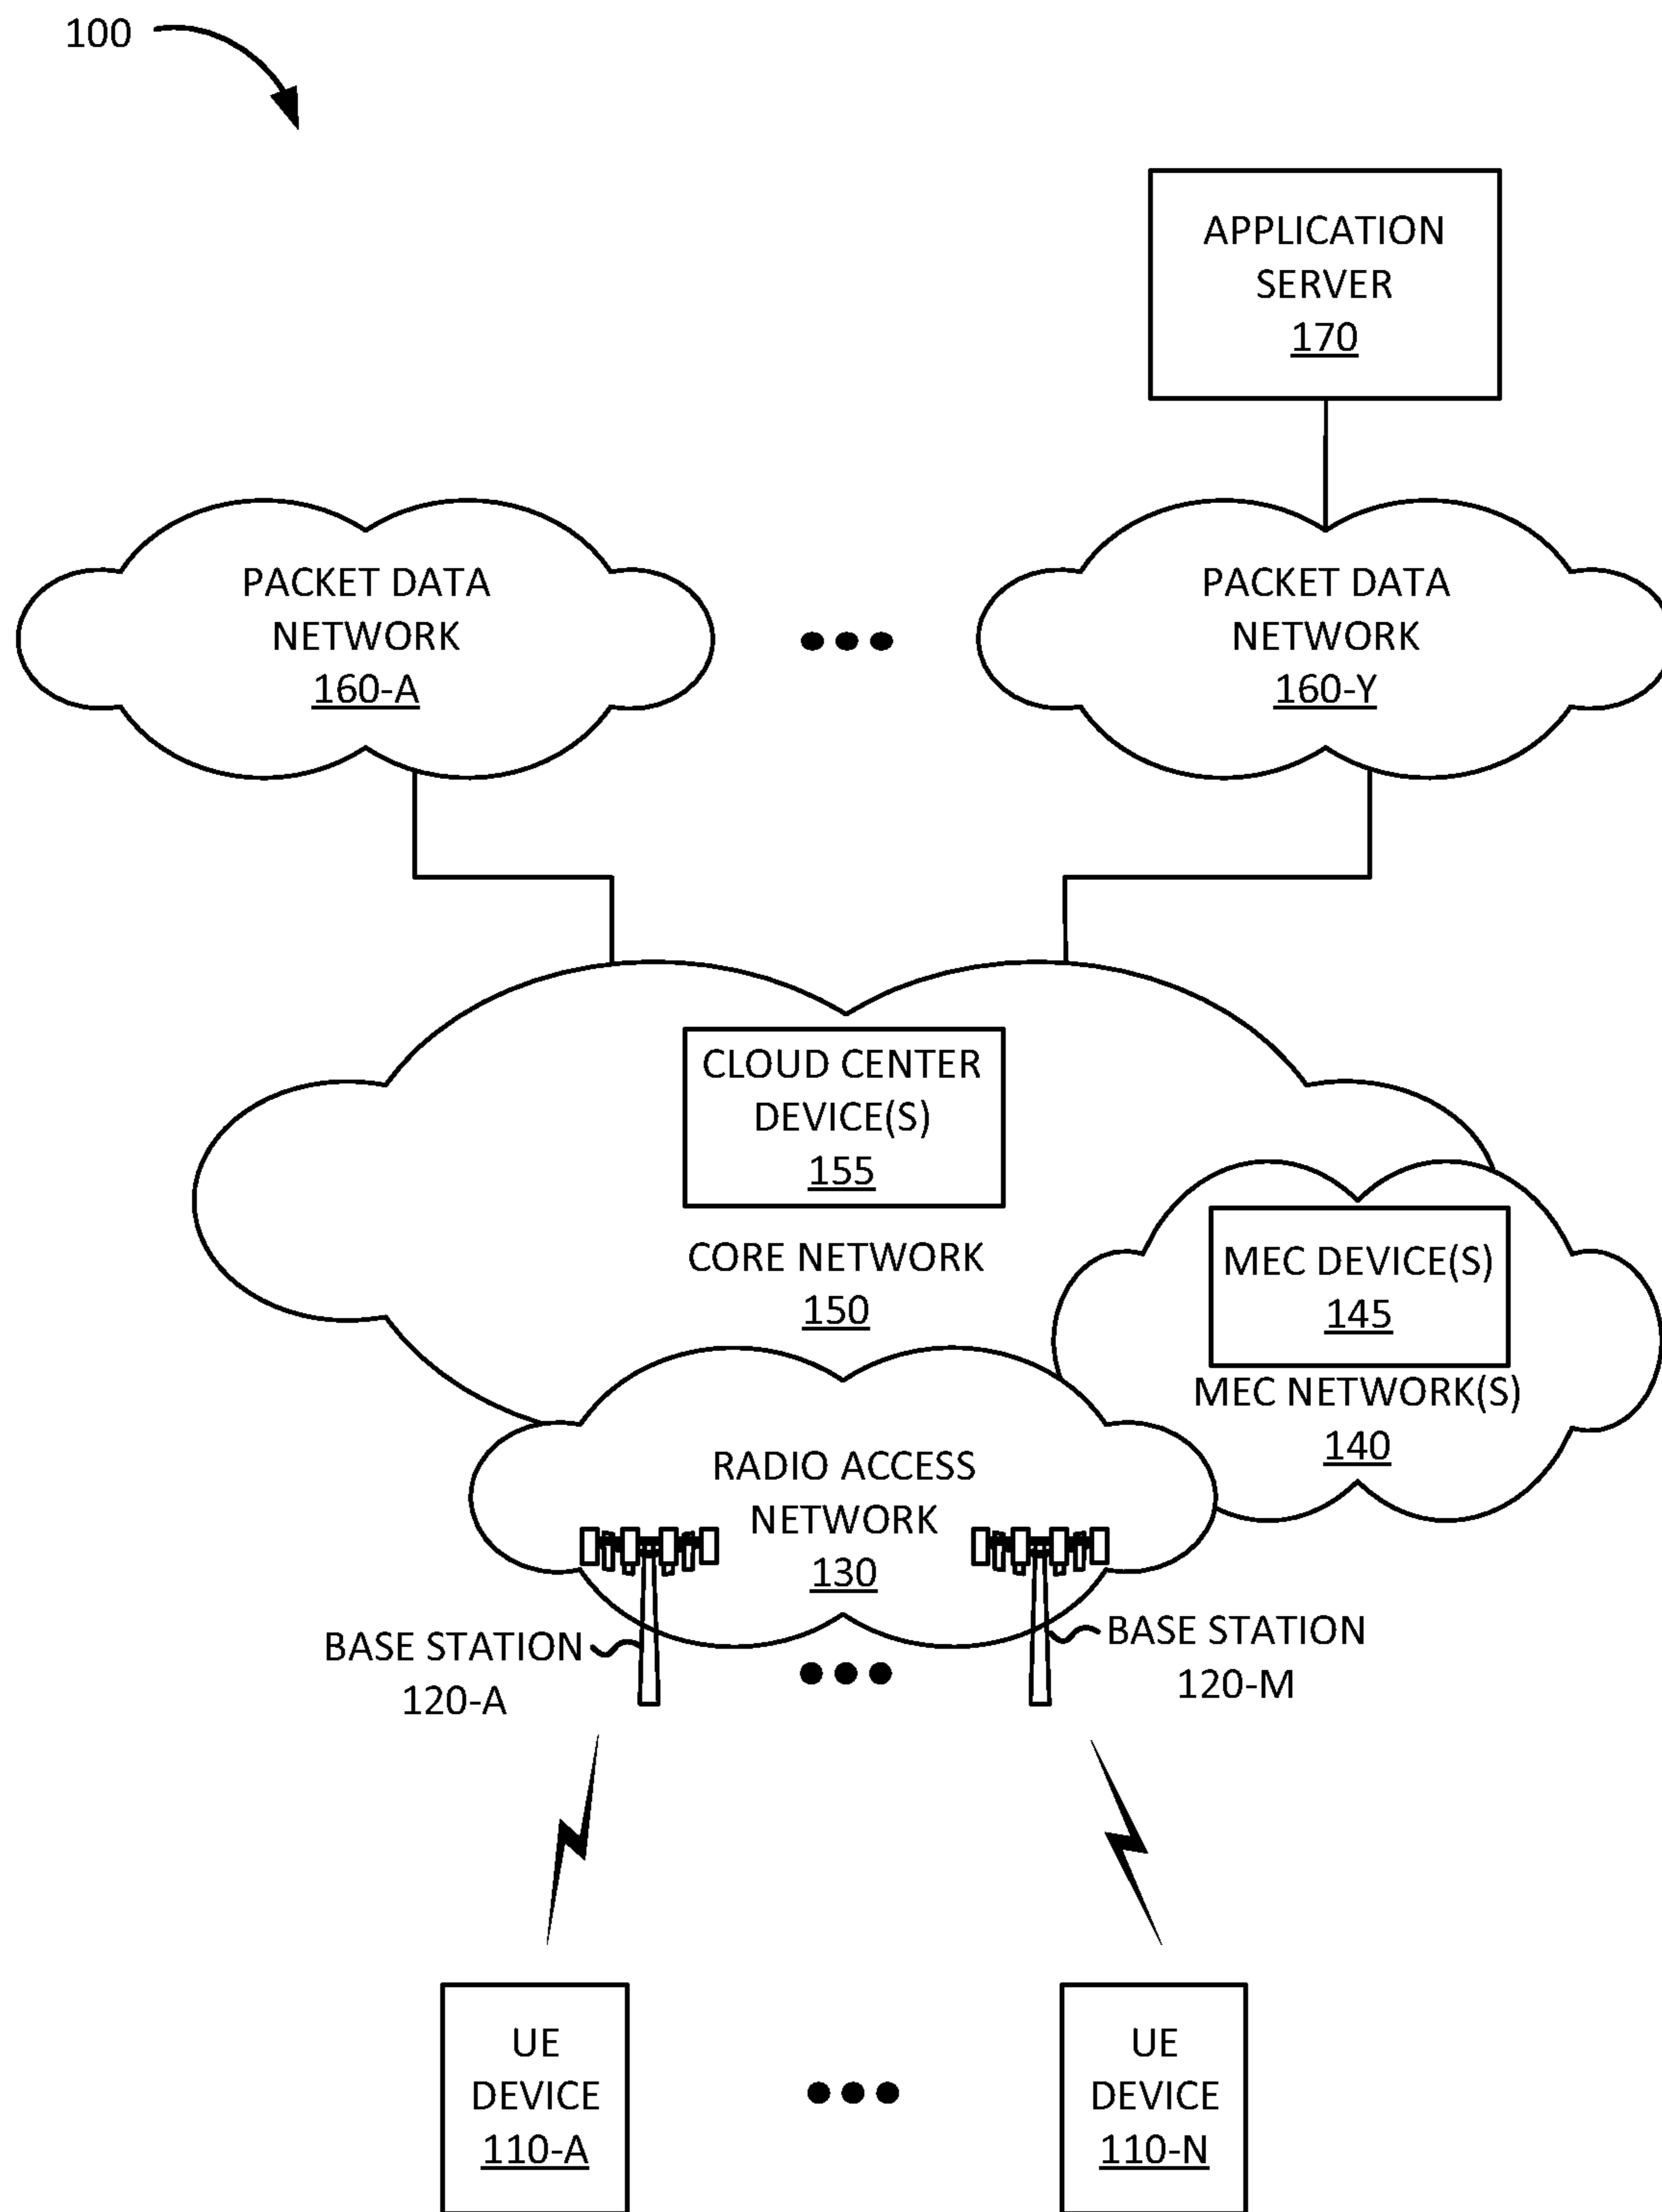 100
APPLICATION
SERVER
170
PACKET DATA
NETWORK
160-A
PACKET DATA
NETWORK
160-Y
CLOUD CENTER
DEVICE(S)
155
CORE NETWORK
150
MEC DEVICE(S)
145
MEC NETWORK(S)
140
RADIO ACCESS
NETWORK
130
BASE STATION
120-A
BASE STATION
120-M
UE
DEVICE
110-A
UE
DEVICE
110-N